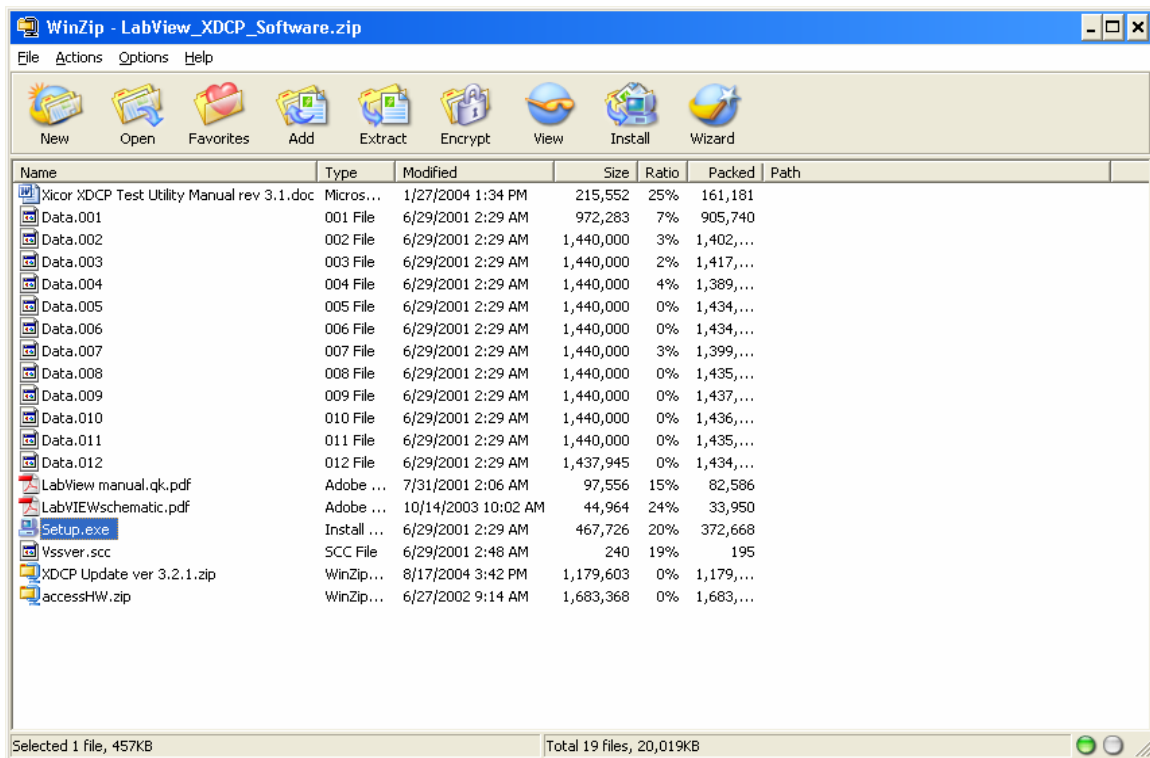 WinZip - LabView_XDCP_Software.zip
File Actions Options Help
New Open Favorites Add Extract Encrypt View Install Wizard
Name Type Modified Size Ratio Packed Path
Xicor XDCP Test Utility Manual rev 3.1.doc Micros... 1/27/2004 1:34 PM 215,552 25% 161,181
Data.001 001 File 6/29/2001 2:29 AM 972,283 7% 905,740
Data.002 002 File 6/29/2001 2:29 AM 1,440,000 3% 1,402,...
Data.003 003 File 6/29/2001 2:29 AM 1,440,000 2% 1,417,...
Data.004 004 File 6/29/2001 2:29 AM 1,440,000 4% 1,389,...
Data.005 005 File 6/29/2001 2:29 AM 1,440,000 0% 1,434,...
Data.006 006 File 6/29/2001 2:29 AM 1,440,000 0% 1,434,...
Data.007 007 File 6/29/2001 2:29 AM 1,440,000 3% 1,399,...
Data.008 008 File 6/29/2001 2:29 AM 1,440,000 0% 1,435,...
Data.009 009 File 6/29/2001 2:29 AM 1,440,000 0% 1,437,...
Data.010 010 File 6/29/2001 2:29 AM 1,440,000 0% 1,436,...
Data.011 011 File 6/29/2001 2:29 AM 1,440,000 0% 1,435,...
Data.012 012 File 6/29/2001 2:29 AM 1,437,945 0% 1,434,...
LabView manual.qk.pdf Adobe ... 7/31/2001 2:06 AM 97,556 15% 82,586
LabVIEWschematic.pdf Adobe ... 10/14/2003 10:02 AM 44,964 24% 33,950
Setup.exe Install ... 6/29/2001 2:29 AM 467,726 20% 372,668
Vssver.scc SCC File 6/29/2001 2:48 AM 240 19% 195
XDCP Update ver 3.2.1.zip WinZip... 8/17/2004 3:42 PM 1,179,603 0% 1,179,...
accessHW.zip WinZip... 6/27/2002 9:14 AM 1,683,368 0% 1,683,...
Selected 1 file, 457KB Total 19 files, 20,019KB